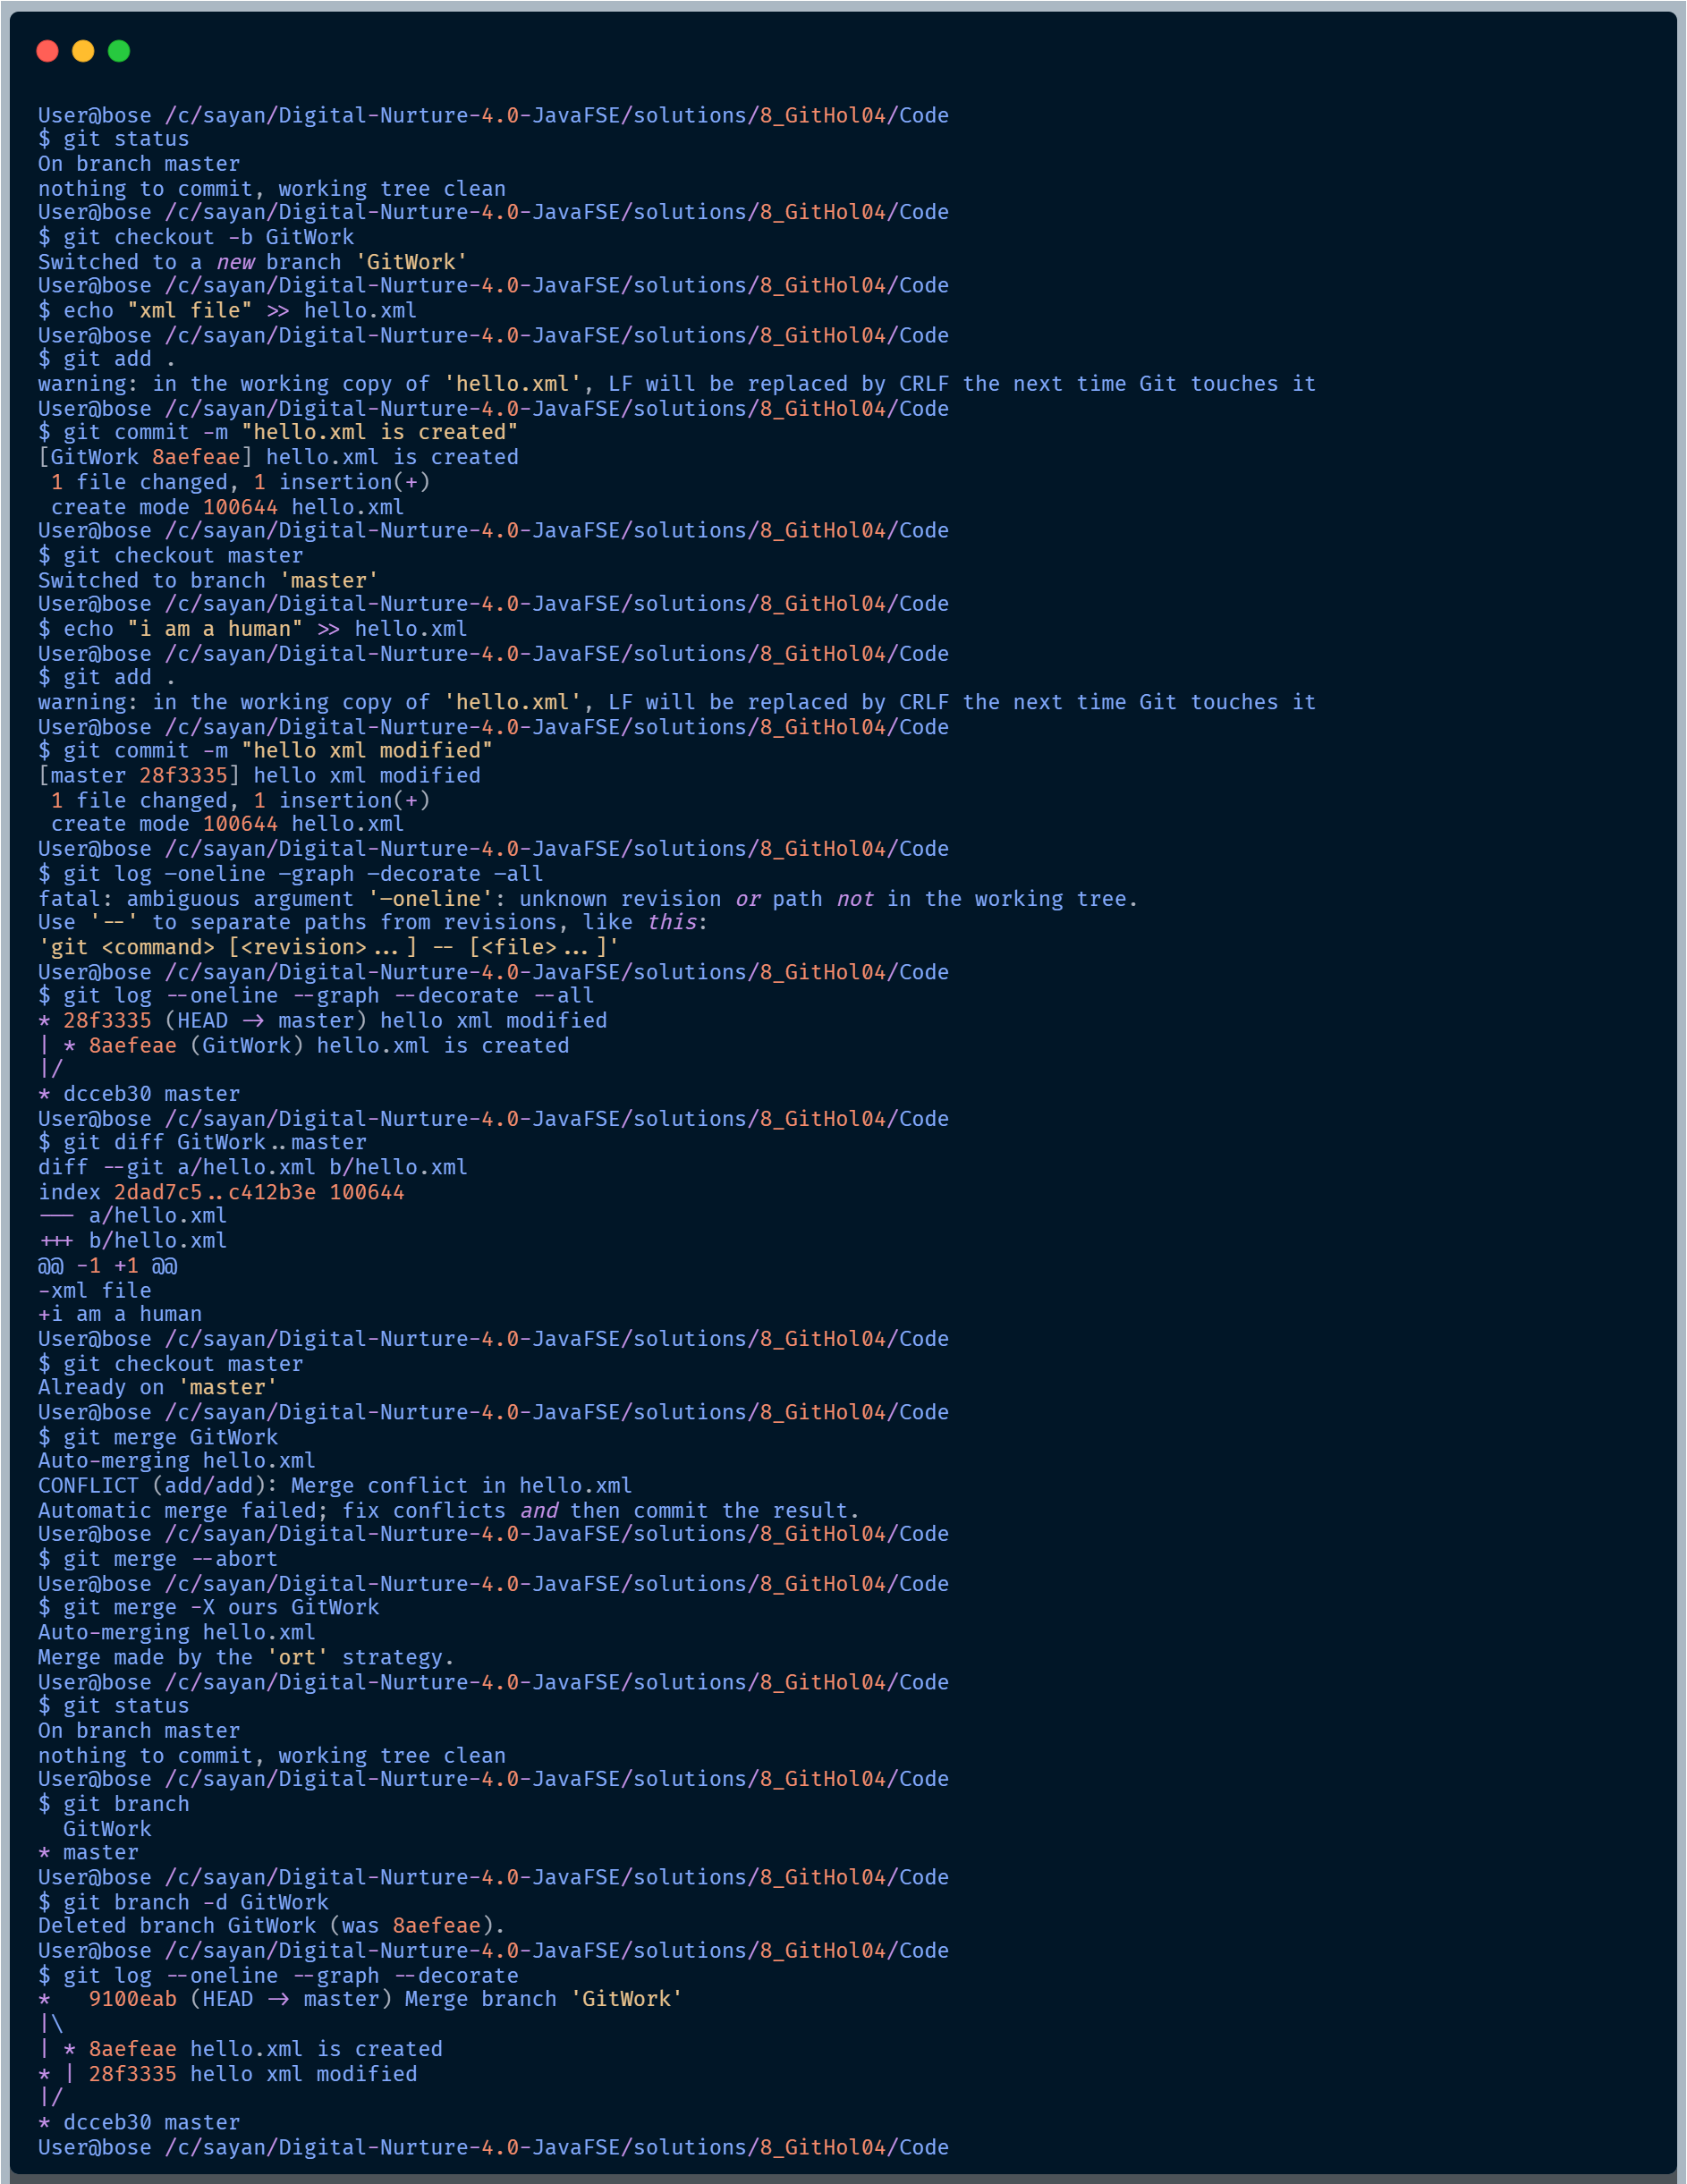 User@bose /c/sayan/Digital-Nurture-4.0-JavaFSE/solutions/8_GitHol04/Code
$ git status
On branch master
nothing to commit, working tree clean
User@bose /c/sayan/Digital-Nurture-4.0-JavaFSE/solutions/8_GitHol04/Code
$ git checkout -b GitWork
Switched to a new branch 'GitWork'
User@bose /c/sayan/Digital-Nurture-4.0-JavaFSE/solutions/8_GitHol04/Code
$ echo "xml file" >> hello.xml
User@bose /c/sayan/Digital-Nurture-4.0-JavaFSE/solutions/8_GitHol04/Code
$ git add .
warning: in the working copy of 'hello.xml', LF will be replaced by CRLF the next time Git touches it
User@bose /c/sayan/Digital-Nurture-4.0-JavaFSE/solutions/8_GitHol04/Code
$ git commit -m "hello.xml is created"
[GitWork 8aefeae] hello.xml is created
 1 file changed, 1 insertion(+)
 create mode 100644 hello.xml
User@bose /c/sayan/Digital-Nurture-4.0-JavaFSE/solutions/8_GitHol04/Code
$ git checkout master
Switched to branch 'master'
User@bose /c/sayan/Digital-Nurture-4.0-JavaFSE/solutions/8_GitHol04/Code
$ echo "i am a human" >> hello.xml
User@bose /c/sayan/Digital-Nurture-4.0-JavaFSE/solutions/8_GitHol04/Code
$ git add .
warning: in the working copy of 'hello.xml', LF will be replaced by CRLF the next time Git touches it
User@bose /c/sayan/Digital-Nurture-4.0-JavaFSE/solutions/8_GitHol04/Code
$ git commit -m "hello xml modified"
[master 28f3335] hello xml modified
 1 file changed, 1 insertion(+)
 create mode 100644 hello.xml
User@bose /c/sayan/Digital-Nurture-4.0-JavaFSE/solutions/8_GitHol04/Code
$ git log –oneline –graph –decorate –all
fatal: ambiguous argument '–oneline': unknown revision or path not in the working tree.
Use '--' to separate paths from revisions, like this:
'git <command> [<revision>...] -- [<file>...]'
User@bose /c/sayan/Digital-Nurture-4.0-JavaFSE/solutions/8_GitHol04/Code
$ git log --oneline --graph --decorate --all
* 28f3335 (HEAD -> master) hello xml modified
| * 8aefeae (GitWork) hello.xml is created
|/
* dcceb30 master
User@bose /c/sayan/Digital-Nurture-4.0-JavaFSE/solutions/8_GitHol04/Code
$ git diff GitWork..master
diff --git a/hello.xml b/hello.xml
index 2dad7c5..c412b3e 100644
--- a/hello.xml
+++ b/hello.xml
@@ -1 +1 @@
-xml file
+i am a human
User@bose /c/sayan/Digital-Nurture-4.0-JavaFSE/solutions/8_GitHol04/Code
$ git checkout master
Already on 'master'
User@bose /c/sayan/Digital-Nurture-4.0-JavaFSE/solutions/8_GitHol04/Code
$ git merge GitWork
Auto-merging hello.xml
CONFLICT (add/add): Merge conflict in hello.xml
Automatic merge failed; fix conflicts and then commit the result.
User@bose /c/sayan/Digital-Nurture-4.0-JavaFSE/solutions/8_GitHol04/Code
$ git merge --abort
User@bose /c/sayan/Digital-Nurture-4.0-JavaFSE/solutions/8_GitHol04/Code
$ git merge -X ours GitWork
Auto-merging hello.xml
Merge made by the 'ort' strategy.
User@bose /c/sayan/Digital-Nurture-4.0-JavaFSE/solutions/8_GitHol04/Code
$ git status
On branch master
nothing to commit, working tree clean
User@bose /c/sayan/Digital-Nurture-4.0-JavaFSE/solutions/8_GitHol04/Code
$ git branch
  GitWork
* master
User@bose /c/sayan/Digital-Nurture-4.0-JavaFSE/solutions/8_GitHol04/Code
$ git branch -d GitWork
Deleted branch GitWork (was 8aefeae).
User@bose /c/sayan/Digital-Nurture-4.0-JavaFSE/solutions/8_GitHol04/Code
$ git log --oneline --graph --decorate
*   9100eab (HEAD -> master) Merge branch 'GitWork'
|\
| * 8aefeae hello.xml is created
* | 28f3335 hello xml modified
|/
* dcceb30 master
User@bose /c/sayan/Digital-Nurture-4.0-JavaFSE/solutions/8_GitHol04/Code